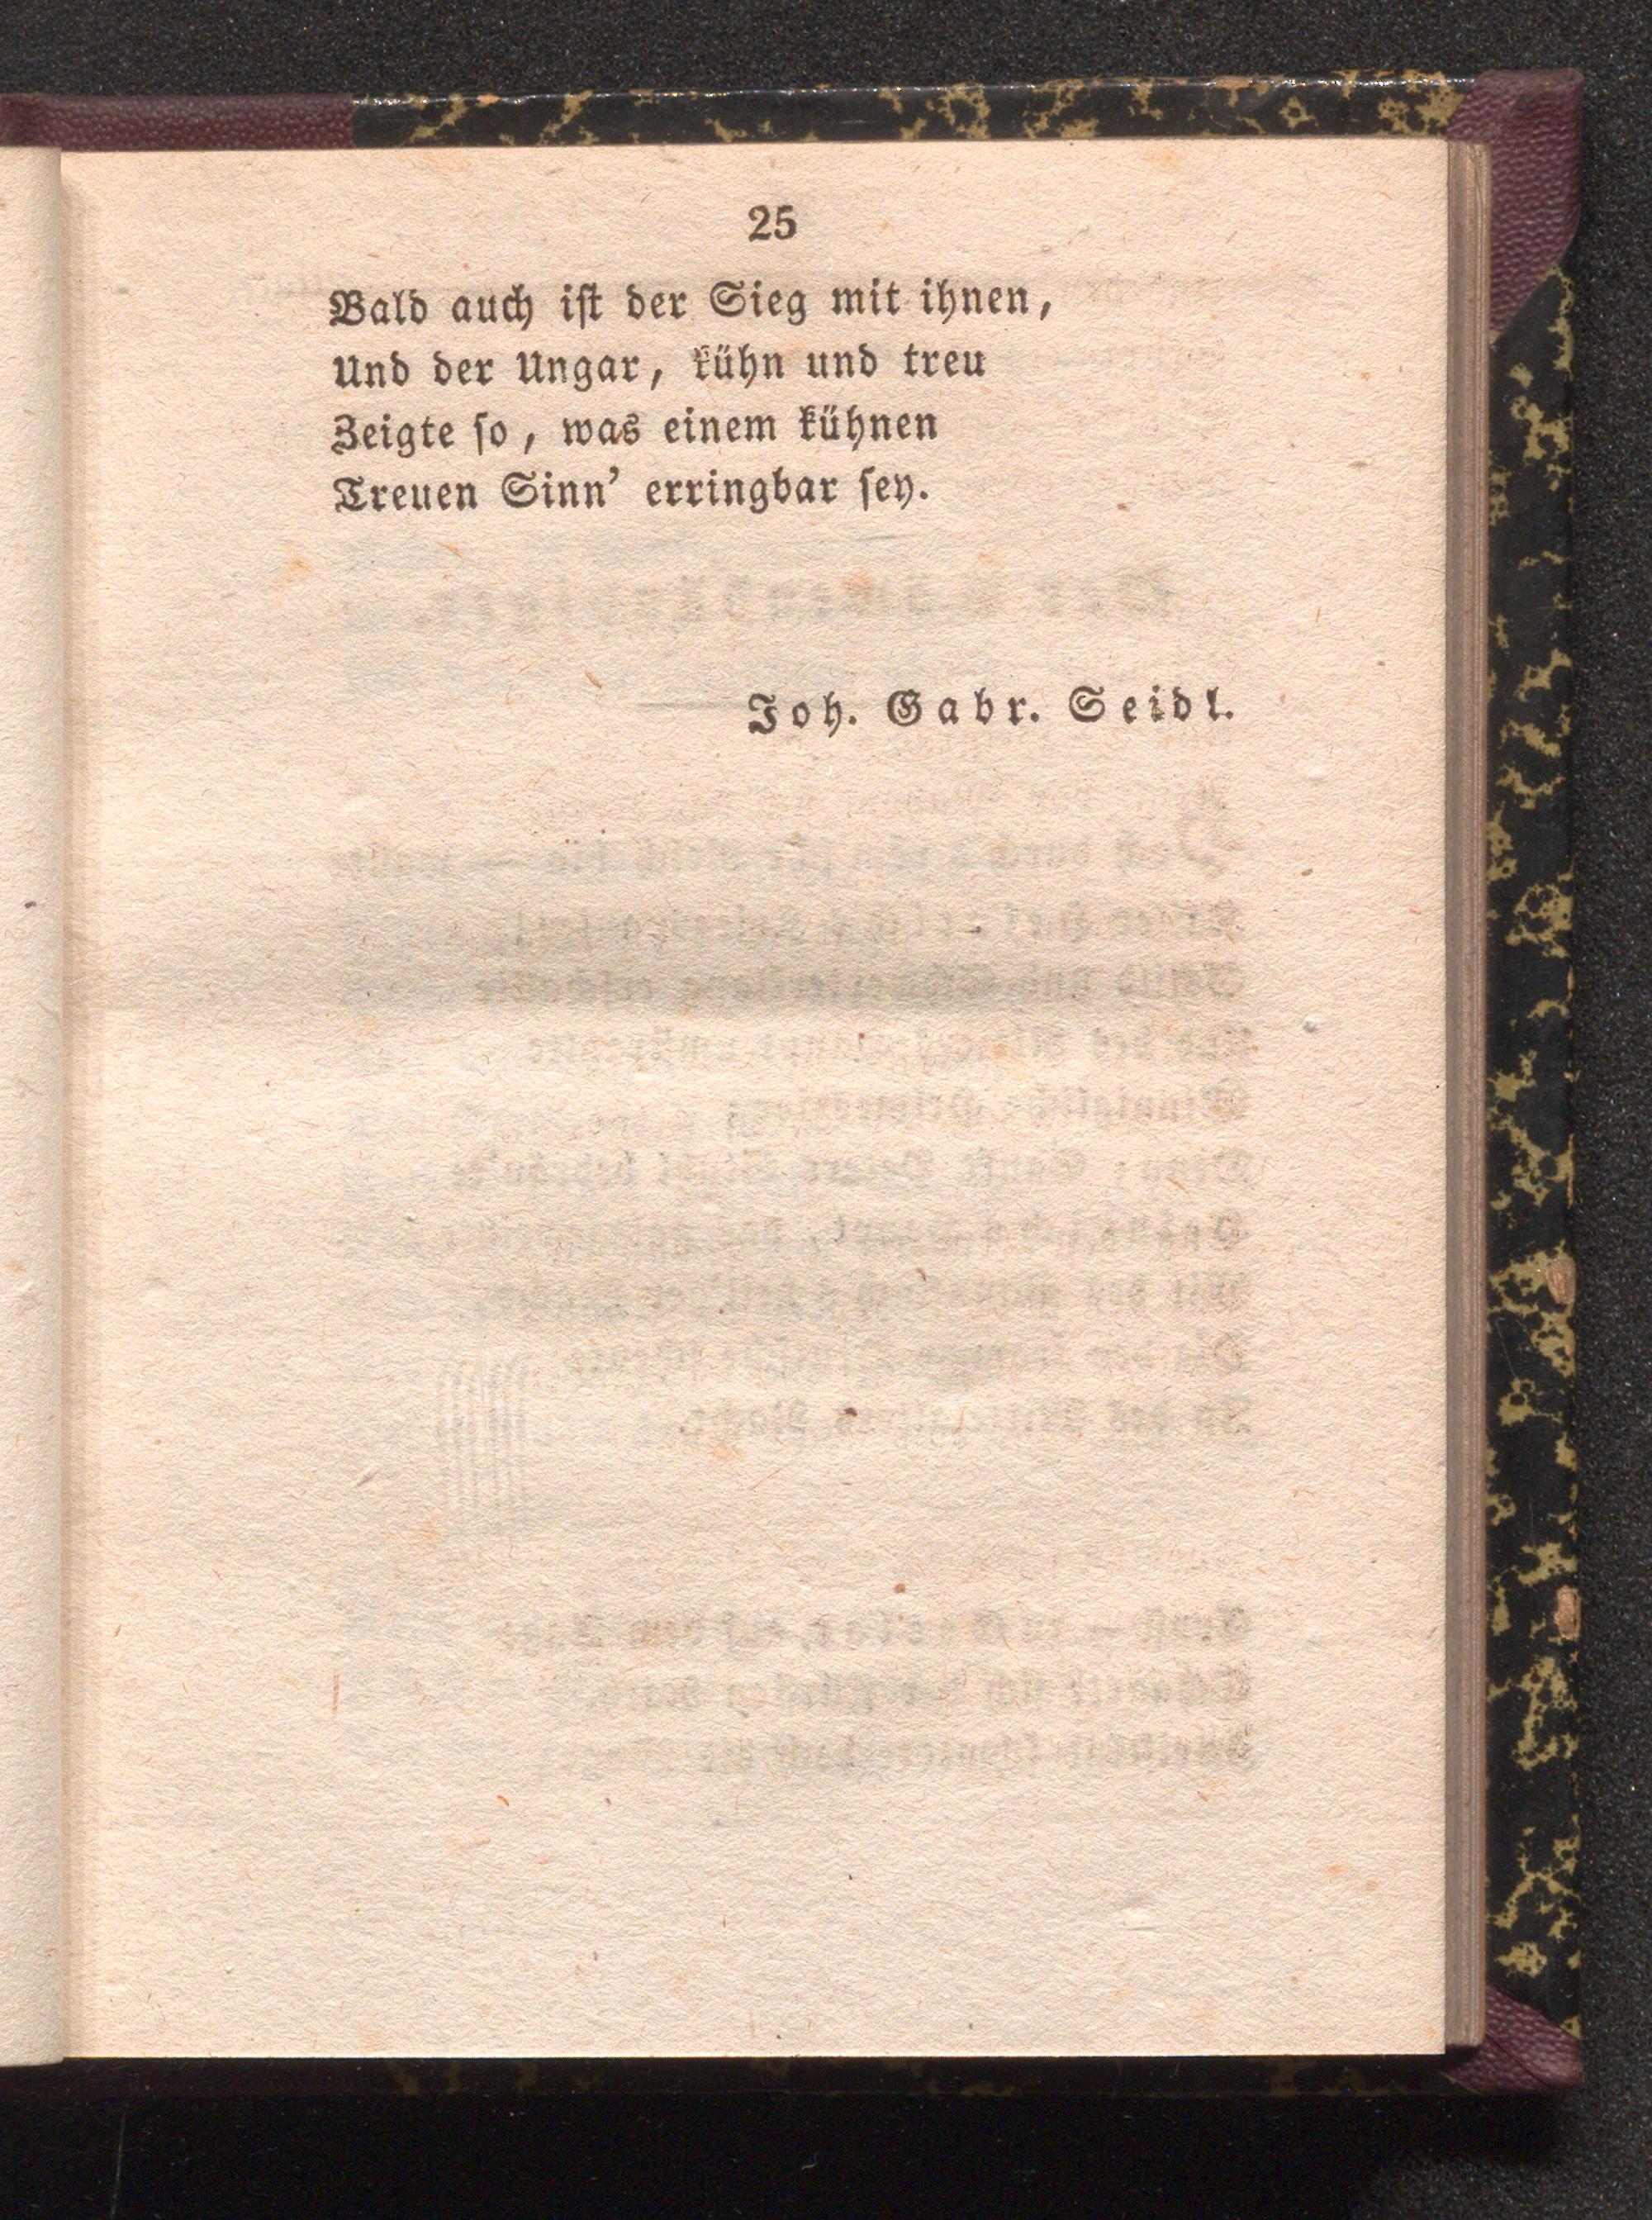 25
Bald auch iſt der Sieg mit ihnen,
Und der Ungar, kühn und treu
Zeigte ſo, was einem kühnen
Treuen Sinn' erringbar ſey.
Joh. Gabr. Seidl.